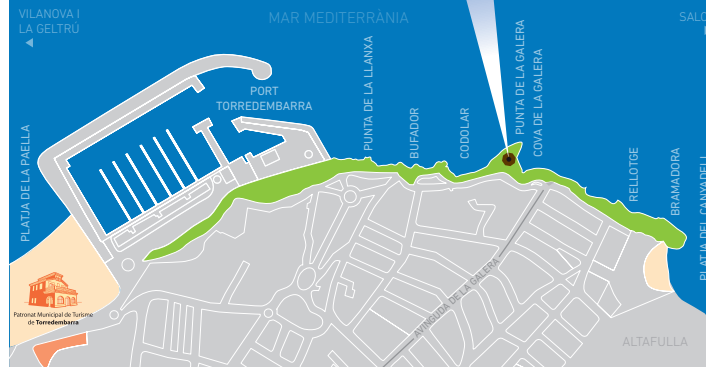 VILANOVA I
LA GELTRÚ
MAR MEDITERRÀNIA
SALO
PORT
TORREDEMBARRA
PLATJA DE LA PAELLA
PUNTA DE LA LLANXA
BUFADOR
CODOLAR
PUNTA DE LA GALERA
COVA DE LA GALERA
RELLOTGE
BRAMADORA
PLATJA DEL CANYADELL
AVINGUDA DE LA GALERA
Patronat Municipal de Turisme
de Torredembarra
ALTAFULLA